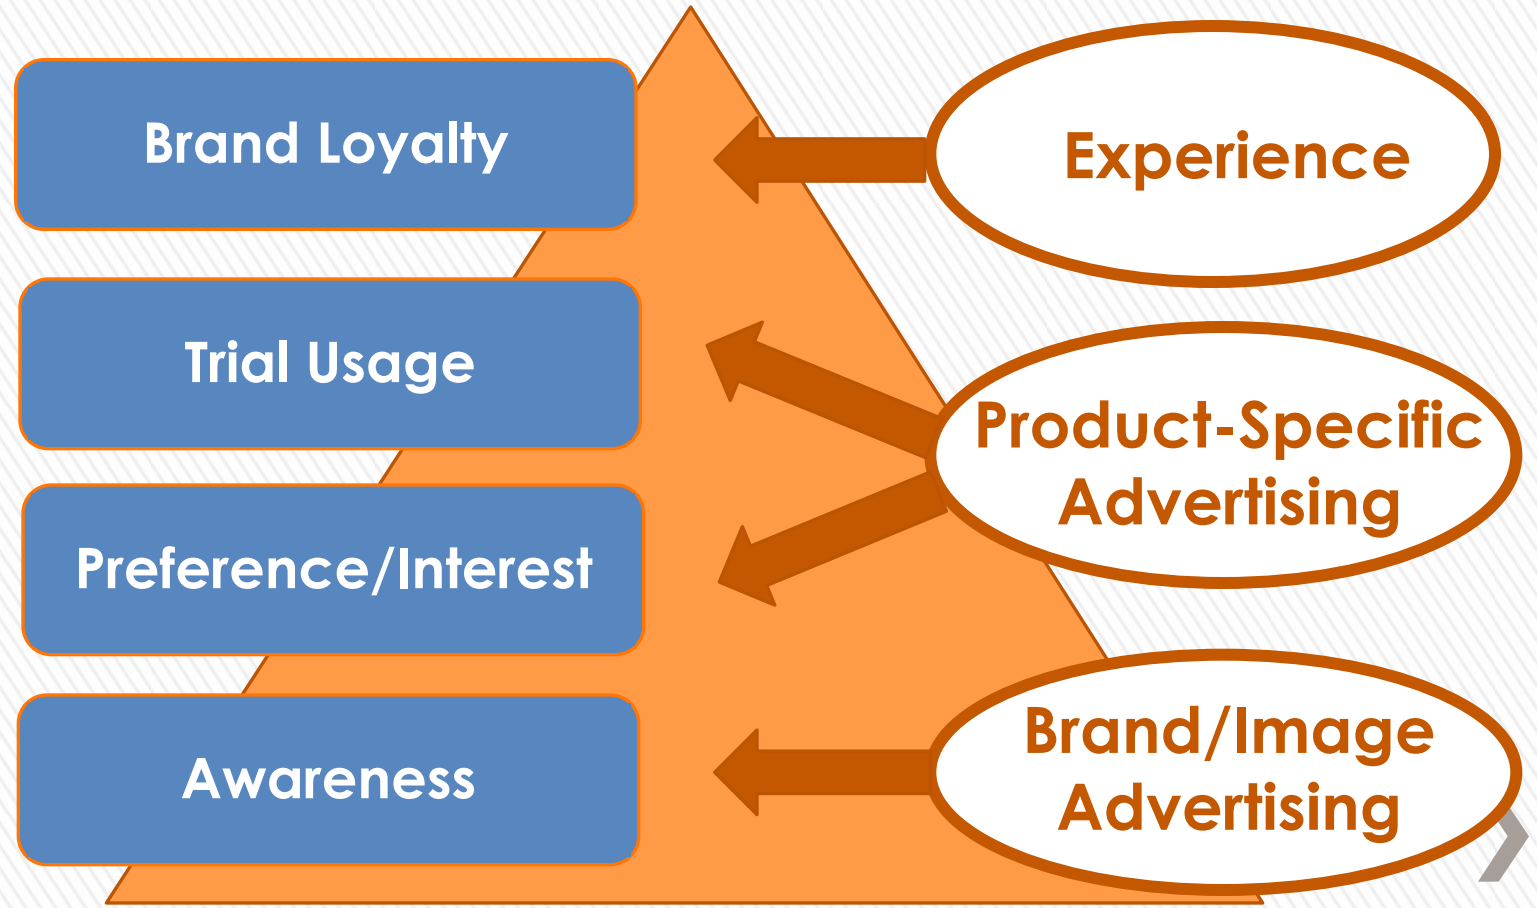 Brand Loyalty
Experience
Trial Usage
Product-Specific
Advertising
Preference/Interest
Brand/Image
Advertising
Awareness